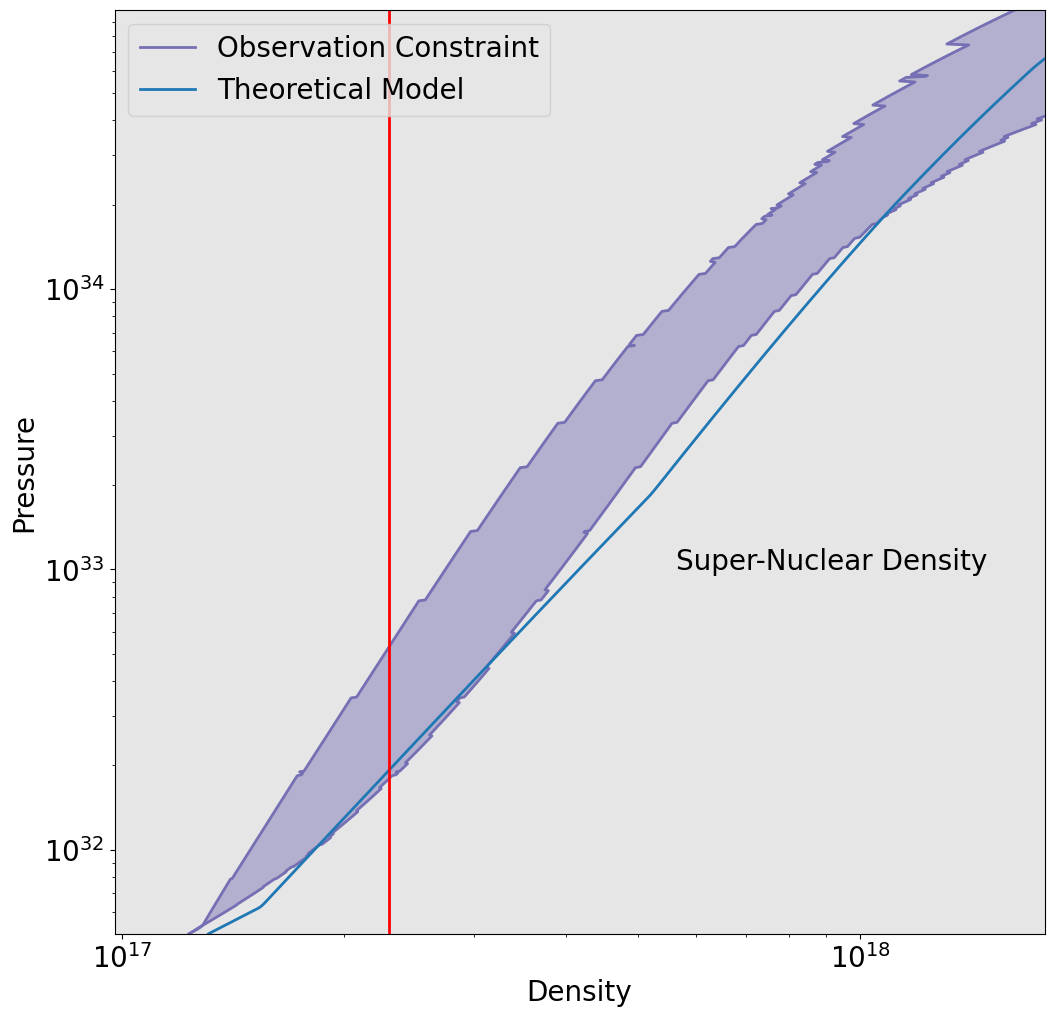 Observation Constraint
Theoretical Model
Pressure
10^34
10^33
10^32
Super-Nuclear Density
10^17
10^18
Density